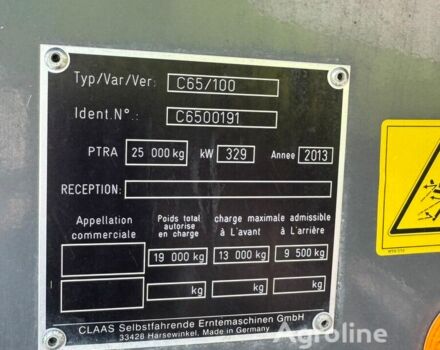 Typ/Var/Ver: C65/100
Ident.N°.: C6500191
PTRA 25 000 kg kW 329 Annee 2013
RECEPTION:
Appellation commerciale
Poids total autorise en charge
charge maximale admissible
à L'avant à L'arrière
19 000 kg 13 000 kg 9 500 kg
kg kg kg
CLAAS Selbstfahrende Erntemaschinen GmbH
33428 Harsewinkel, Made in Germany
Agroline